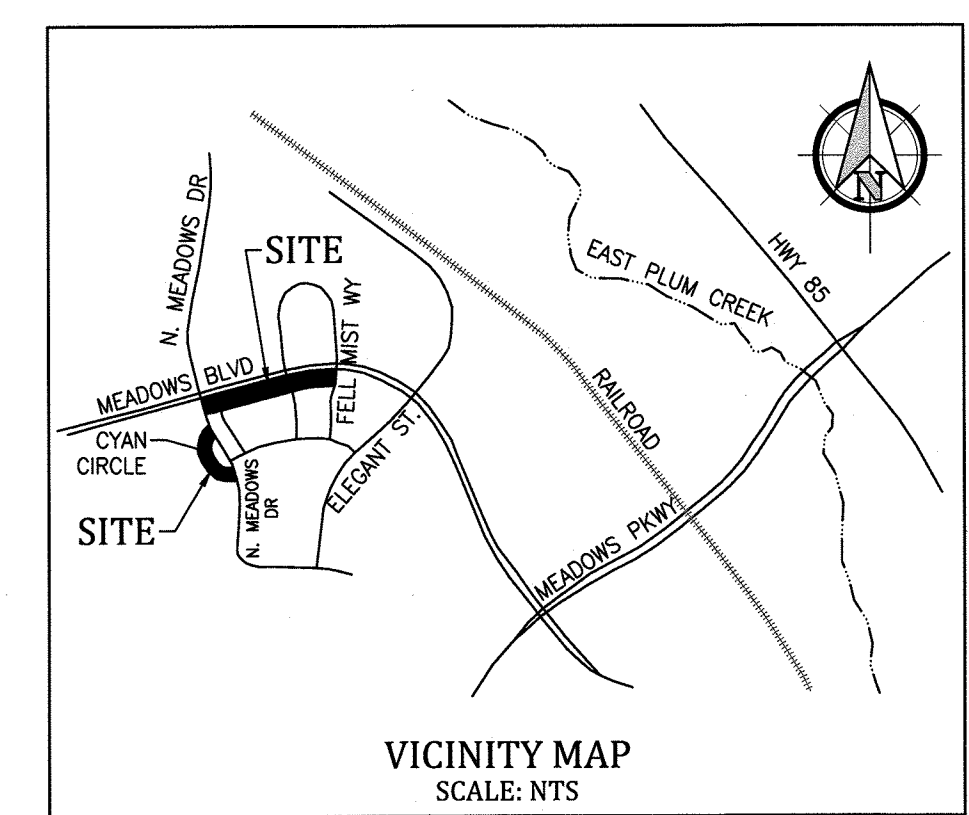 N
N. MEADOWS DR
SITE
HWY 85
EAST PLUM CREEK
FELL MIST WY
MEADOWS BLVD
RAILROAD
CYAN
CIRCLE
ELEGANT ST.
N. MEADOWS
DR
SITE
MEADOWS PKWY
VICINITY MAP
SCALE: NTS